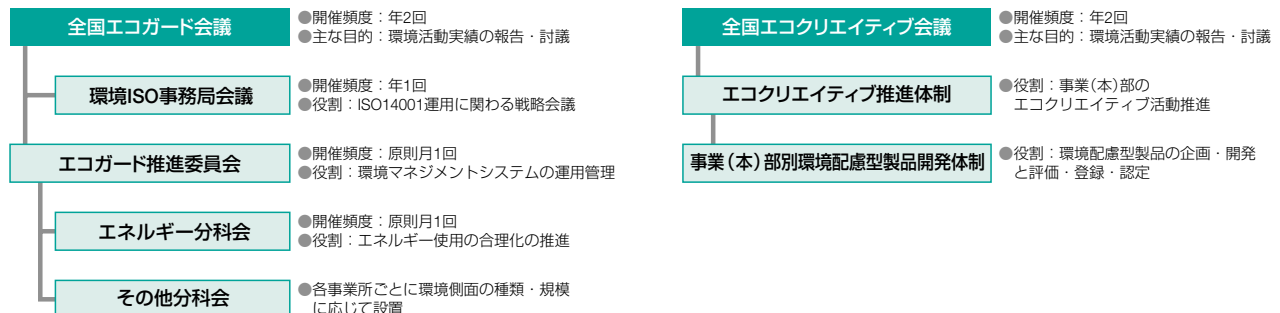 全国エコガード会議
●開催頻度：年2回
●主な目的：環境活動実績の報告・討議
環境ISO事務局会議
●開催頻度：年1回
●役割：ISO14001運用に関わる戦略会議
エコガード推進委員会
●開催頻度：原則月1回
●役割：環境マネジメントシステムの運用管理
エネルギー分科会
●開催頻度：原則月1回
●役割：エネルギー使用の合理化の推進
その他分科会
●各事業所ごとに環境側面の種類・規模
に応じて設置
全国エコクリエイティブ会議
●開催頻度：年2回
●主な目的：環境活動実績の報告・討議
エコクリエイティブ推進体制
●役割：事業（本）部の
エコクリエイティブ活動推進
事業（本）部別環境配慮型製品開発体制
●役割：環境配慮型製品の企画・開発
と評価・登録・認定